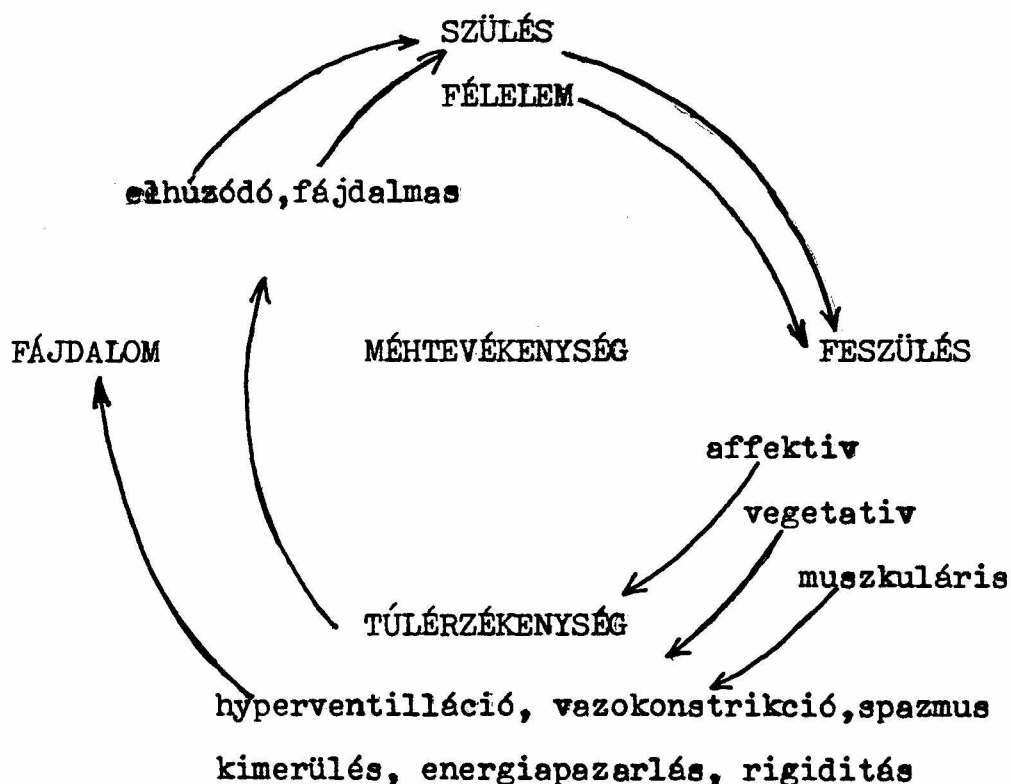 SZÜLÉS
FÉLELEM
elhúzódó,fájdalmas
FÁJDALOM MÉHTEVÉKENYSÉG FESZÜLÉS
affektiv
vegetativ
muszkuláris
TÚLÉRZÉKENYSÉG
hyperventilláció, vazokonstrikció,spazmus
kimerülés, energiapazarlás, rigiditás